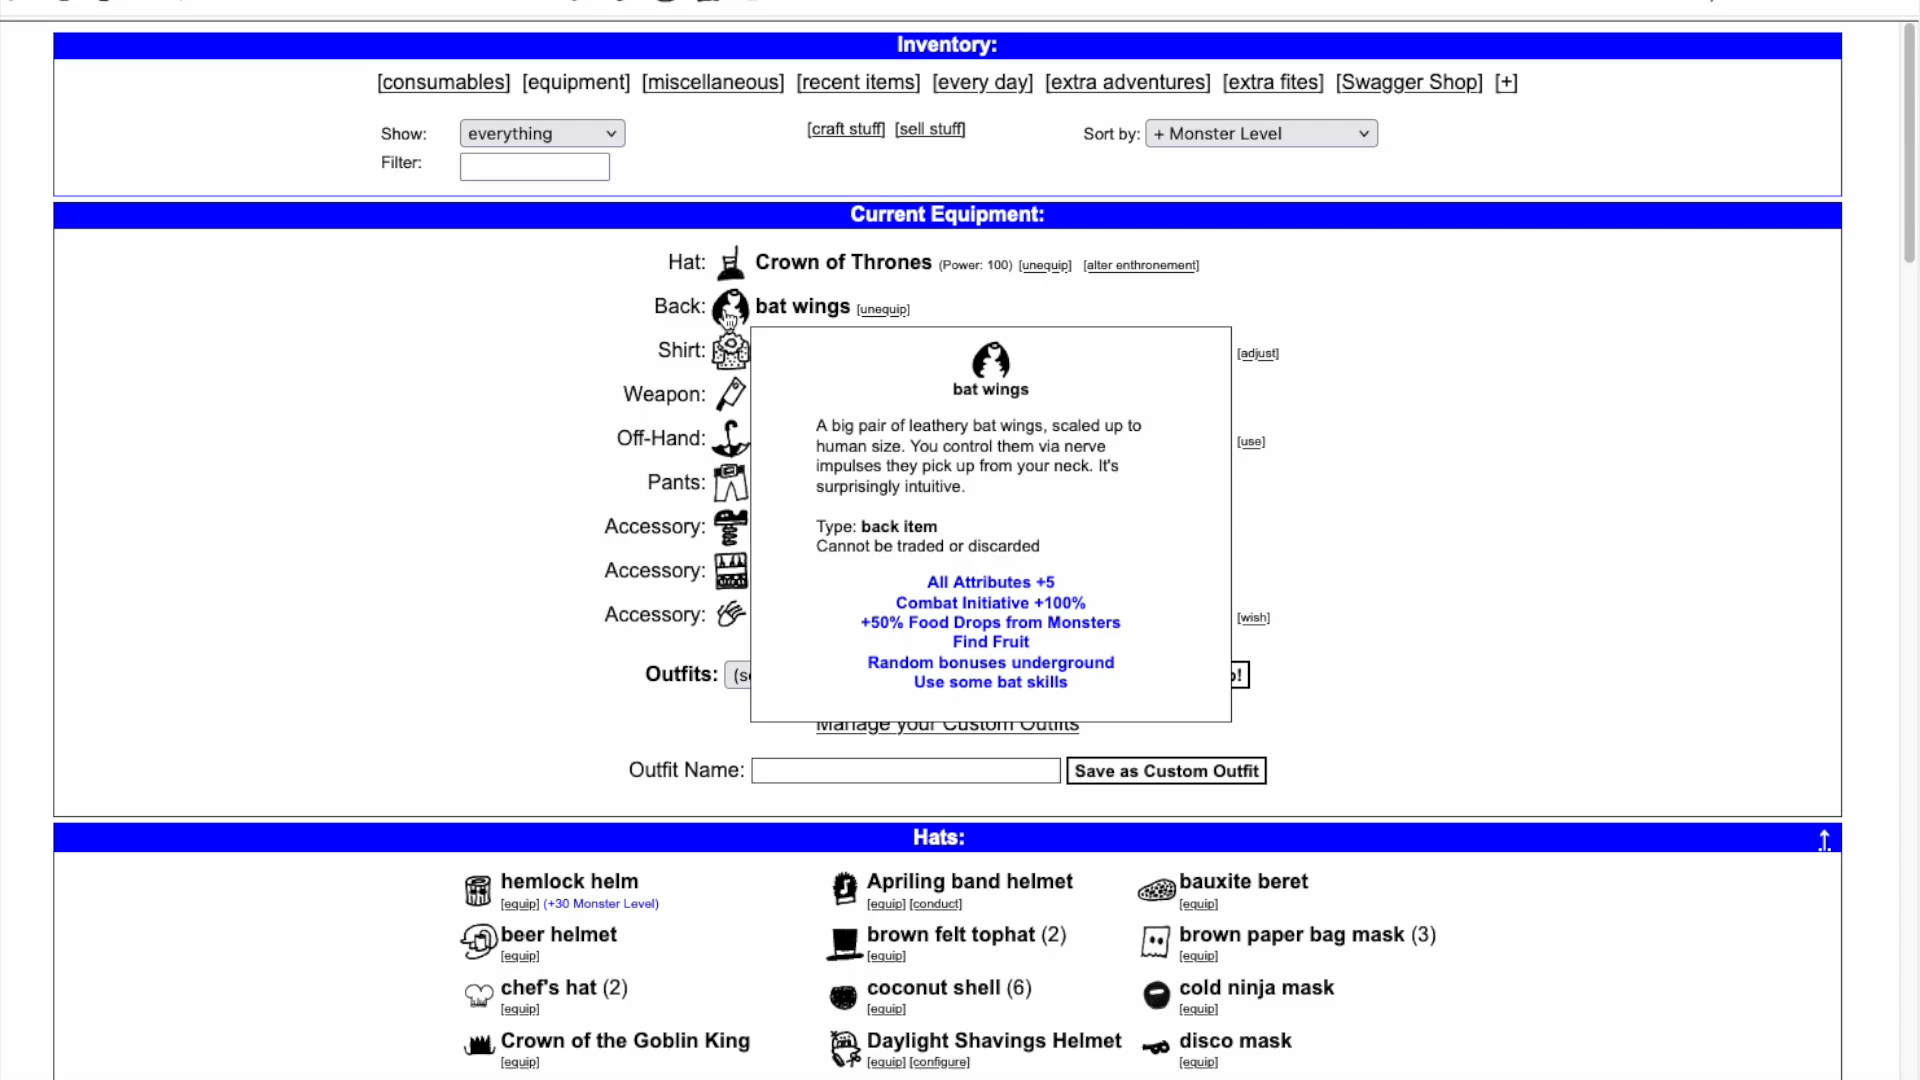 Inventory:
[consumables] [equipment] [miscellaneous] [recent items] [every day] [extra adventures] [extra fites] [Swagger Shop] [+]
Show: everything [craft stuff] [sell stuff] Sort by: + Monster Level
Filter:
Current Equipment:
Hat: Crown of Thrones (Power: 100) [unequip] [alter enthronement]
Back: bat wings [unequip]
Shirt: [adjust]
Weapon:
Off-Hand: [use]
Pants:
Accessory:
Accessory:
Accessory: [wish]
bat wings
A big pair of leathery bat wings, scaled up to
human size. You control them via nerve
impulses they pick up from your neck. It's
surprisingly intuitive.
Type: back item
Cannot be traded or discarded
All Attributes +5
Combat Initiative +100%
+50% Food Drops from Monsters
Find Fruit
Random bonuses underground
Use some bat skills
Outfits:
Manage your Custom Outfits
Outfit Name: Save as Custom Outfit
Hats:
hemlock helm Apriling band helmet bauxite beret
[equip] (+30 Monster Level) [equip] [conduct] [equip]
beer helmet brown felt tophat (2) brown paper bag mask (3)
[equip] [equip] [equip]
chef's hat (2) coconut shell (6) cold ninja mask
[equip] [equip] [equip]
Crown of the Goblin King Daylight Shavings Helmet disco mask
[equip] [equip] [configure] [equip]